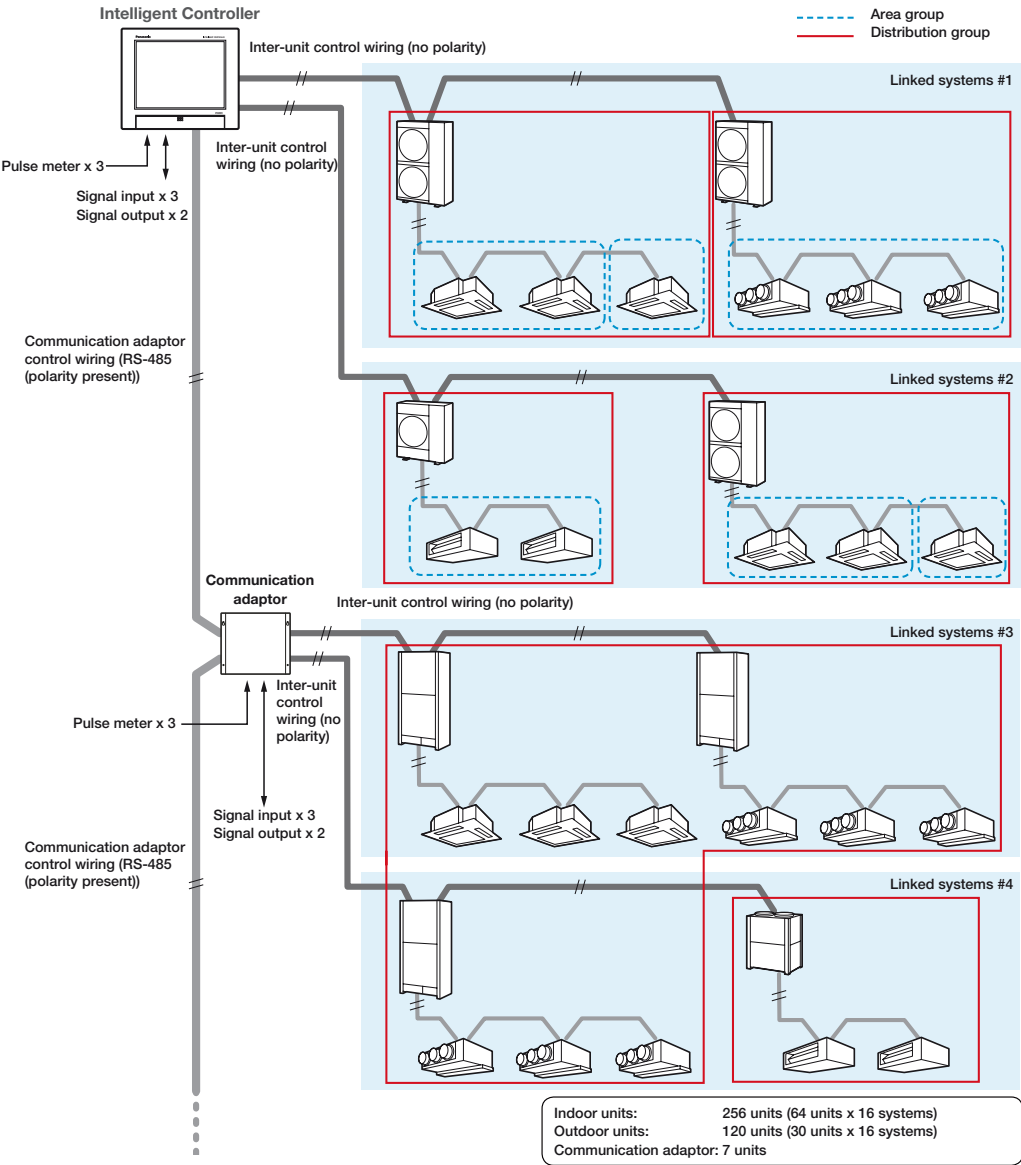 Intelligent Controller
Panasonic
Area group
Distribution group
Inter-unit control wiring (no polarity)
Linked systems #1
Inter-unit control
wiring (no polarity)
Pulse meter x 3
Signal input x 3
Signal output x 2
Communication adaptor
control wiring (RS-485
(polarity present))
Linked systems #2
Communication
adaptor
Inter-unit control wiring (no polarity)
Linked systems #3
Inter-unit
control
wiring (no
polarity)
Pulse meter x 3
Signal input x 3
Signal output x 2
Communication adaptor
control wiring (RS-485
(polarity present))
Linked systems #4
Indoor units: 256 units (64 units x 16 systems)
Outdoor units: 120 units (30 units x 16 systems)
Communication adaptor: 7 units